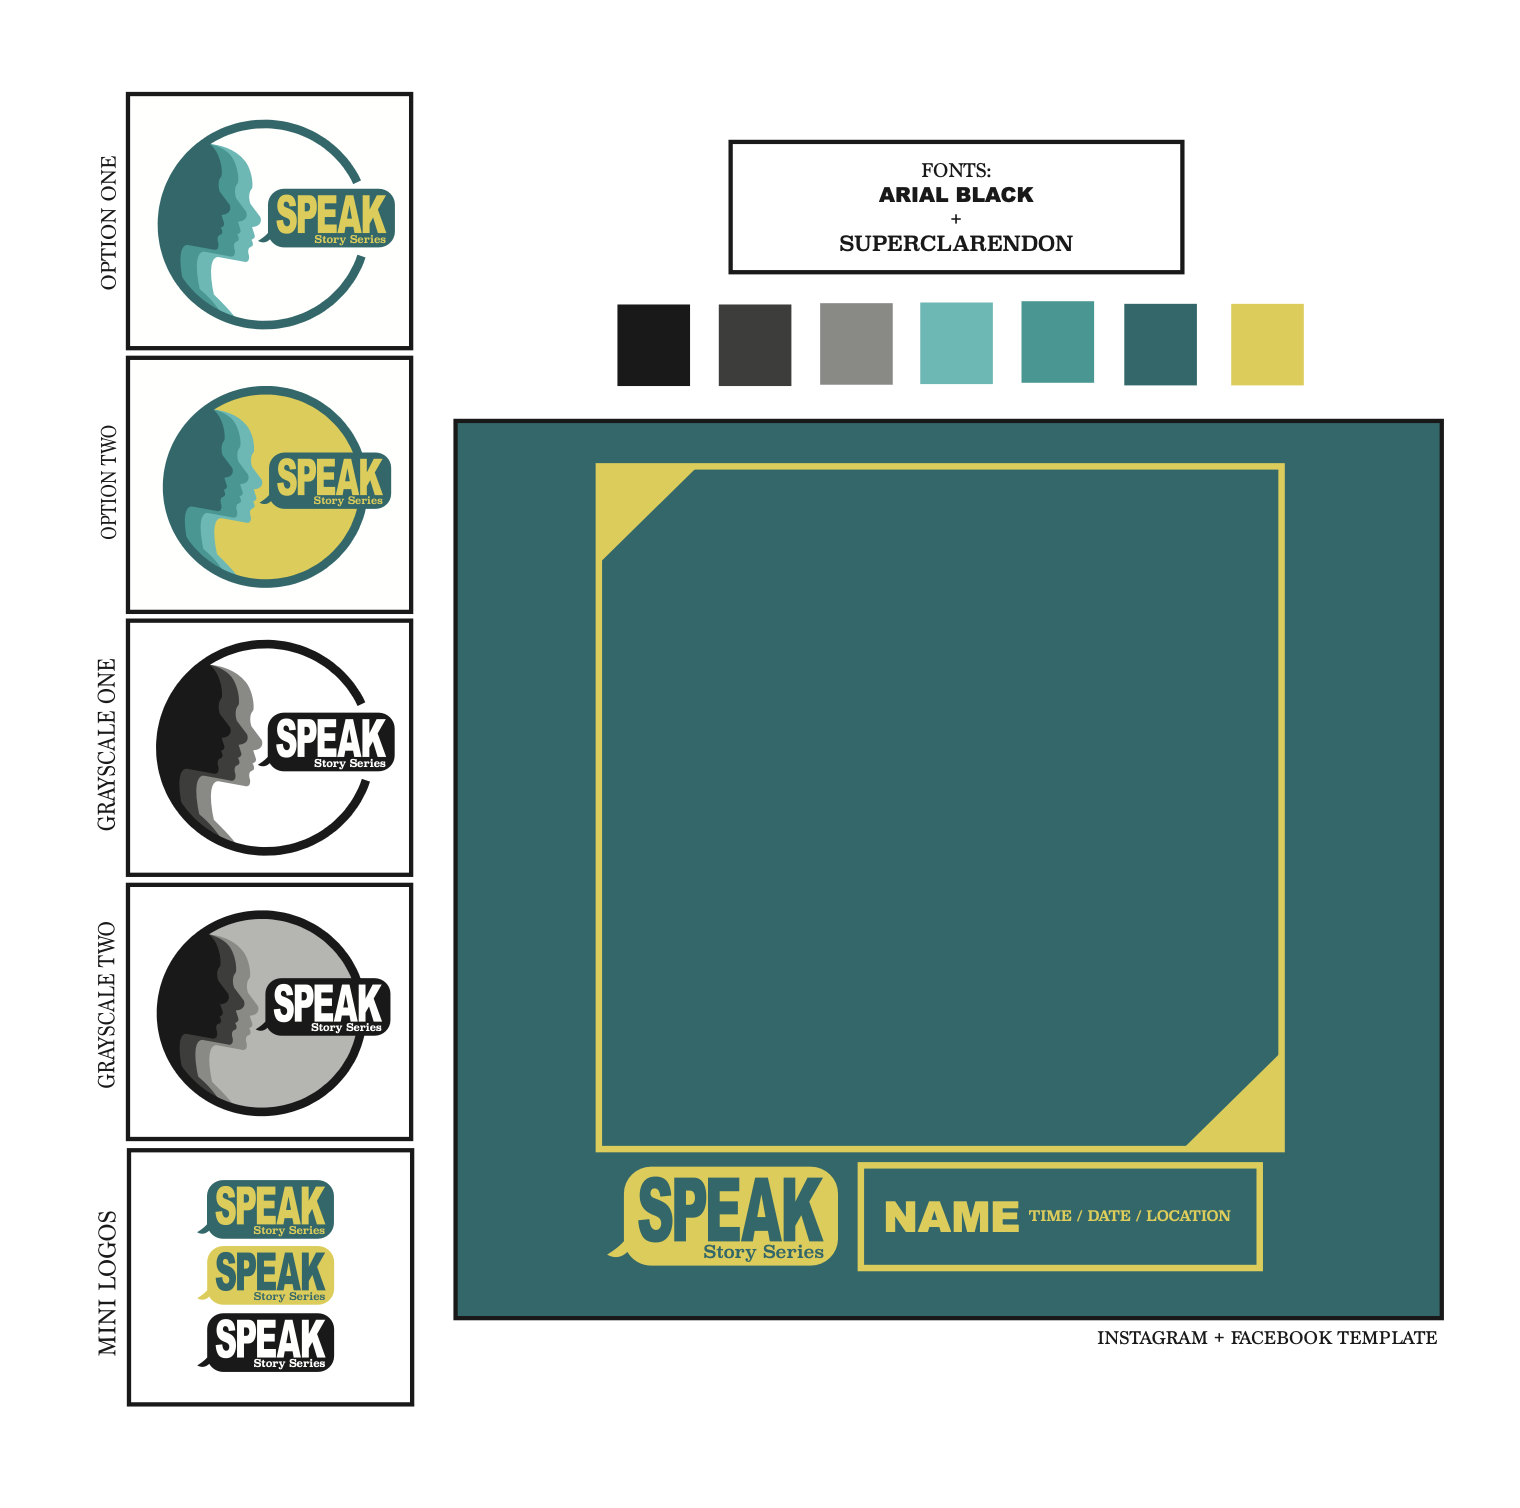 OPTION ONE
SPEAK
Story Series
OPTION TWO
SPEAK
Story Series
GRAYSCALE ONE
SPEAK
Story Series
GRAYSCALE TWO
SPEAK
Story Series
MINI LOGOS
SPEAK
Story Series
SPEAK
Story Series
SPEAK
Story Series
FONTS:
ARIAL BLACK
+
SUPERCLARENDON
SPEAK
Story Series
NAME TIME / DATE / LOCATION
INSTAGRAM + FACEBOOK TEMPLATE